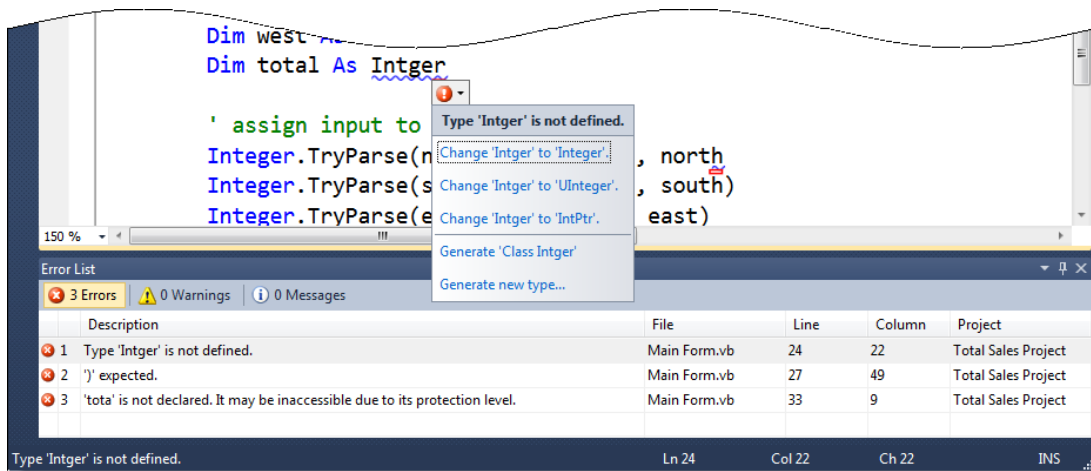 Dim west
Dim total As Intger
Type 'Intger' is not defined.
' assign input to
Change 'Intger' to 'Integer'.
Integer.TryParse(n , north
Change 'Intger' to 'UInteger'.
Integer.TryParse(s , south)
Change 'Intger' to 'IntPtr'.
Integer.TryParse(e east)
150 %
Generate 'Class Intger'
Generate new type...
Error List
3 Errors 0 Warnings 0 Messages
Description File Line Column Project
1 Type 'Intger' is not defined. Main Form.vb 24 22 Total Sales Project
2 ')' expected. Main Form.vb 27 49 Total Sales Project
3 'tota' is not declared. It may be inaccessible due to its protection level. Main Form.vb 33 9 Total Sales Project
Type 'Intger' is not defined. Ln 24 Col 22 Ch 22 INS